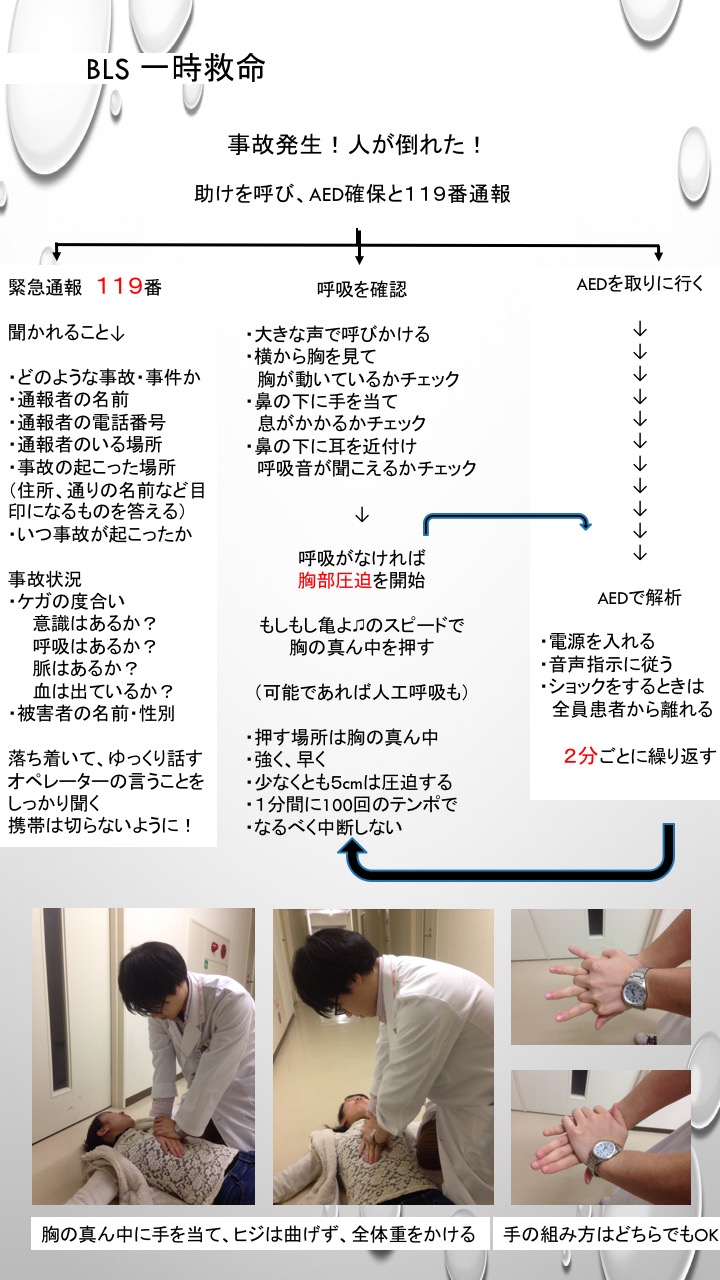 BLS 一時救命
事故発生！人が倒れた！
助けを呼び、AED確保と１１９番通報
緊急通報　１１９番
聞かれること↓
・どのような事故・事件か
・通報者の名前
・通報者の電話番号
・通報者のいる場所
・事故の起こった場所
（住所、通りの名前など目
印になるものを答える）
・いつ事故が起こったか
事故状況
・ケガの度合い
意識はあるか？
呼吸はあるか？
脈はあるか？
血は出ているか？
・被害者の名前・性別
落ち着いて、ゆっくり話す
オペレーターの言うことを
しっかり聞く
携帯は切らないように！
呼吸を確認
・大きな声で呼びかける
・横から胸を見て
胸が動いているかチェック
・鼻の下に手を当て
息がかかるかチェック
・鼻の下に耳を近付け
呼吸音が聞こえるかチェック
↓
呼吸がなければ
胸部圧迫を開始
もしもし亀よ♫のスピードで
胸の真ん中を押す
（可能であれば人工呼吸も）
・押す場所は胸の真ん中
・強く、早く
・少なくとも５cmは圧迫する
・１分間に100回のテンポで
・なるべく中断しない
AEDを取りに行く
↓
↓
↓
↓
↓
↓
↓
↓
↓
↓
↓
AEDで解析
・電源を入れる
・音声指示に従う
・ショックをするときは
全員患者から離れる
２分ごとに繰り返す
胸の真ん中に手を当て、ヒジは曲げず、全体重をかける
手の組み方はどちらでもOK